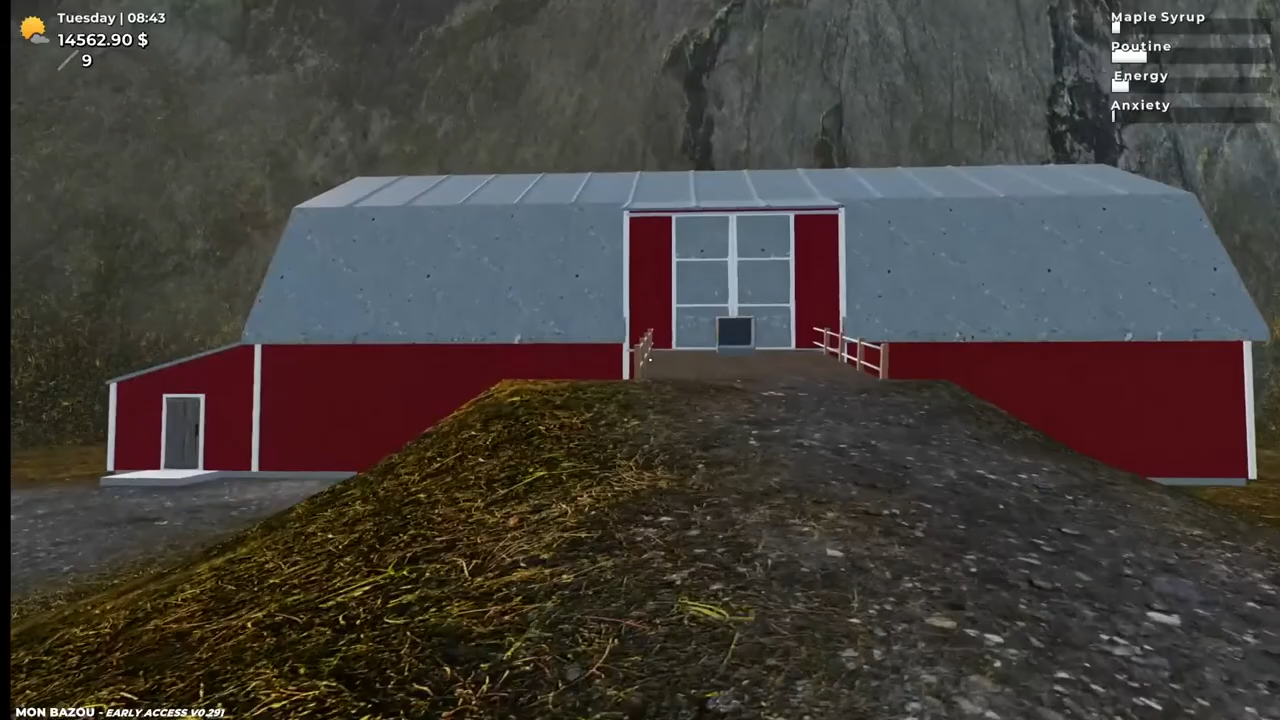 Tuesday | 08:43
14562.90 $
9
Maple Syrup
Poutine
Energy
Anxiety
MON BAZOU - EARLY ACCESS V0.291